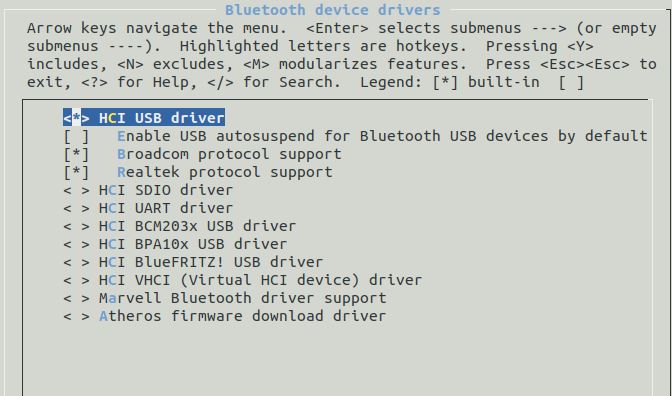 Bluetooth device drivers
Arrow keys navigate the menu.  <Enter> selects submenus ---> (or empty
submenus ----).  Highlighted letters are hotkeys.  Pressing <Y>
includes, <N> excludes, <M> modularizes features.  Press <Esc><Esc> to
exit, <?> for Help, </> for Search.  Legend: [*] built-in  [ ]
<*> HCI USB driver
[ ]   Enable USB autosuspend for Bluetooth USB devices by default
[*]   Broadcom protocol support
[*]   Realtek protocol support
< > HCI SDIO driver
< > HCI UART driver
< > HCI BCM203x USB driver
< > HCI BPA10x USB driver
< > HCI BlueFRITZ! USB driver
< > HCI VHCI (Virtual HCI device) driver
< > Marvell Bluetooth driver support
< > Atheros firmware download driver